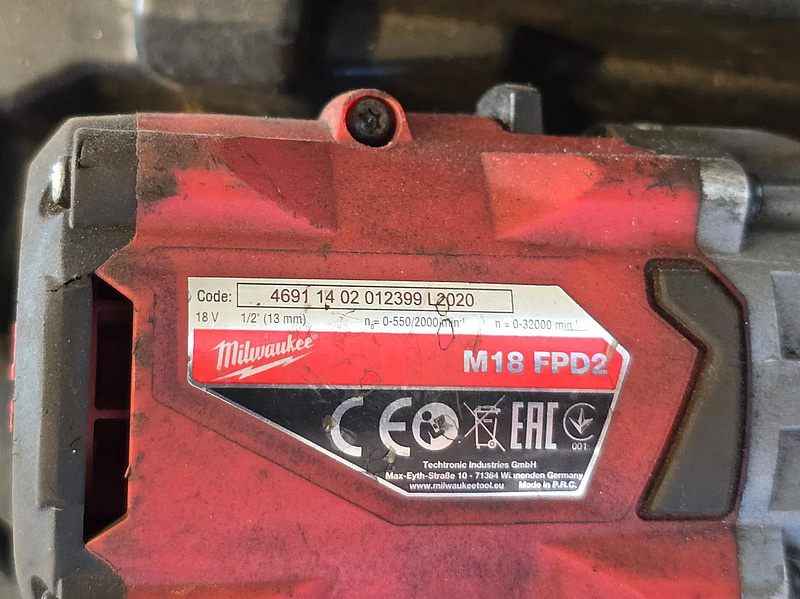 Code: 4691 14 02 012399 L2020
18 V 1/2" (13 mm) n₀= 0-550/2000 min⁻¹ n = 0-32000 min⁻¹
Milwaukee®
M18 FPD2
CE EAC
001
Techtronic Industries GmbH
Max-Eyth-Straße 10 - 71364 Winnenden Germany
www.milwaukeetool.eu Made in P.R.C.